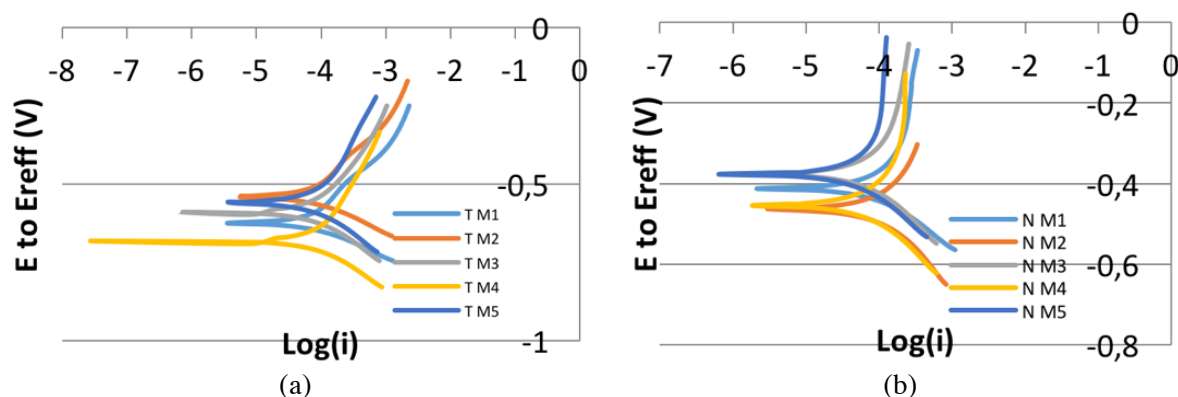 0
-8 -7 -6 -5 -4 -3 -2 -1 0
-0,5
-1
E to Ereff (V)
Log(i)
T M1
T M2
T M3
T M4
T M5
(a)
0
-7 -6 -5 -4 -3 -2 -1 0
-0,2
-0,4
-0,6
-0,8
E to Ereff (V)
Log(i)
N M1
N M2
N M3
N M4
N M5
(b)